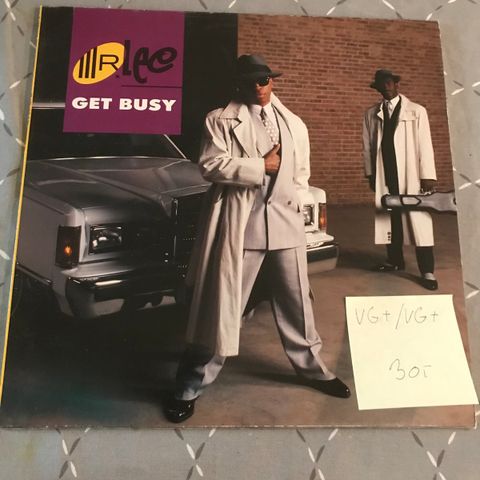 MR. Lee
GET BUSY
VG+/VG+
30:-